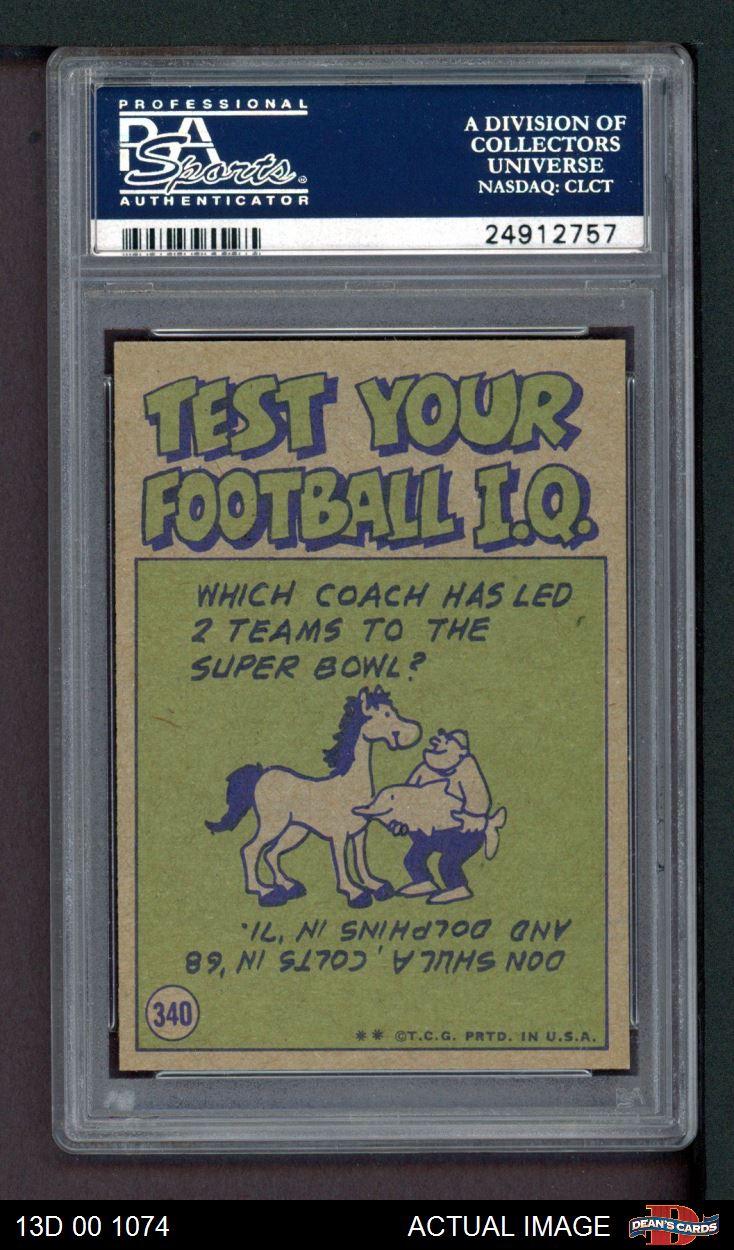 PROFESSIONAL
PSA
Sports®
AUTHENTICATOR
A DIVISION OF
COLLECTORS
UNIVERSE
NASDAQ: CLCT
24912757
TEST YOUR
FOOTBALL I.Q.
WHICH COACH HAS LED
2 TEAMS TO THE
SUPER BOWL?
DON SHULA, COLTS IN '68
AND DOLPHINS IN '71.
340
** ©T.C.G. PRTD. IN U.S.A.
13D 00 1074
ACTUAL IMAGE
D
DEAN'S CARDS